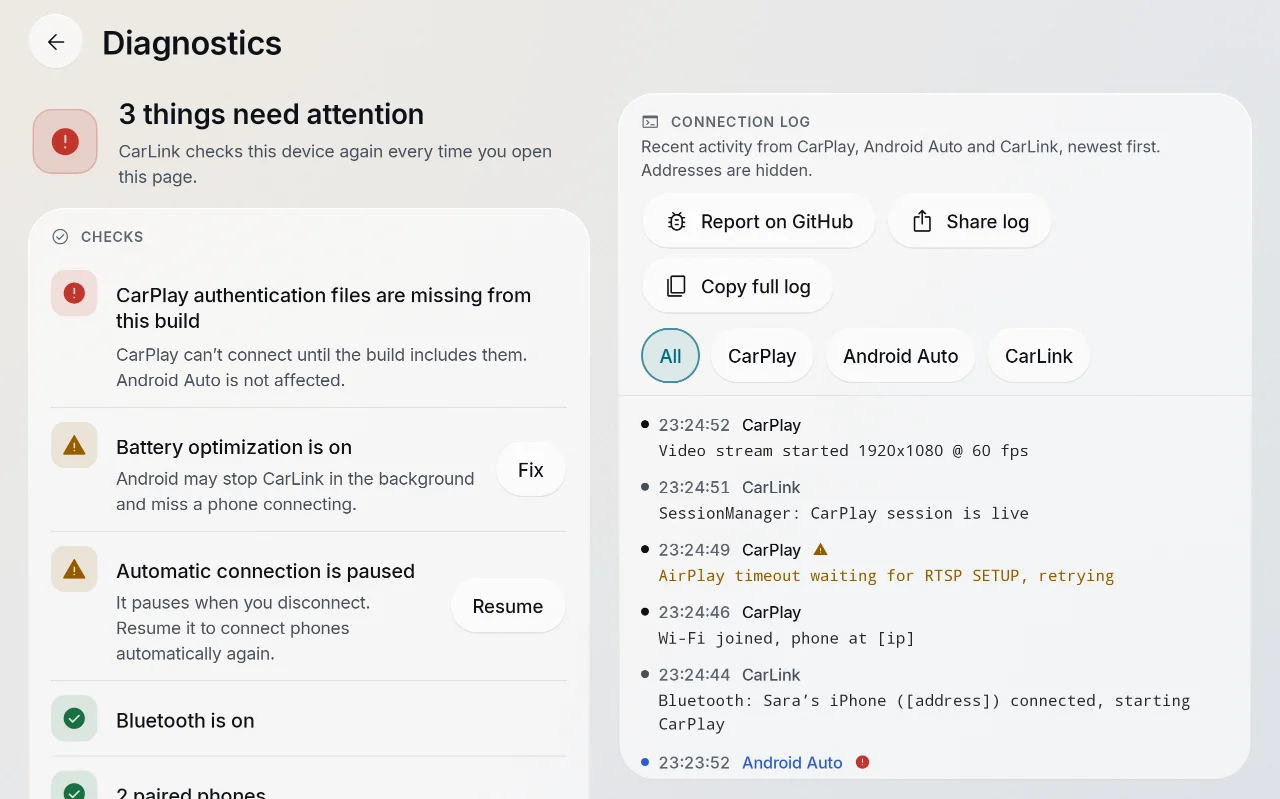 Diagnostics
3 things need attention
CarLink checks this device again every time you open
this page.
CHECKS
CarPlay authentication files are missing from
this build
CarPlay can’t connect until the build includes them.
Android Auto is not affected.
Battery optimization is on
Android may stop CarLink in the background
and miss a phone connecting.
Fix
Automatic connection is paused
It pauses when you disconnect.
Resume it to connect phones
automatically again.
Resume
Bluetooth is on
2 paired phones
CONNECTION LOG
Recent activity from CarPlay, Android Auto and CarLink, newest first.
Addresses are hidden.
Report on GitHub
Share log
Copy full log
All
CarPlay
Android Auto
CarLink
23:24:52 CarPlay
Video stream started 1920x1080 @ 60 fps
23:24:51 CarLink
SessionManager: CarPlay session is live
23:24:49 CarPlay
AirPlay timeout waiting for RTSP SETUP, retrying
23:24:46 CarPlay
Wi-Fi joined, phone at [ip]
23:24:44 CarLink
Bluetooth: Sara’s iPhone ([address]) connected, starting
CarPlay
23:23:52 Android Auto